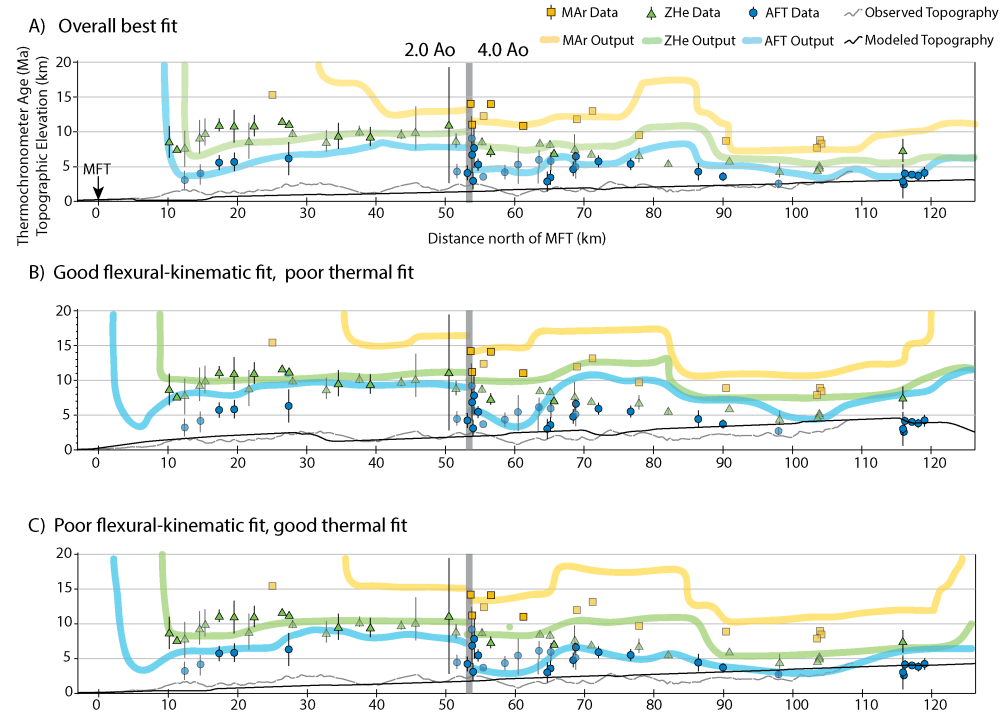 MAr Data ZHe Data AFT Data Observed Topography
MAr Output ZHe Output AFT Output Modeled Topography
A) Overall best fit
2.0 Ao 4.0 Ao
Thermochronometer Age (Ma)
Topographic Elevation (km)
20
15
10
5
0
MFT
0 10 20 30 40 50 60 70 80 90 100 110 120
Distance north of MFT (km)
B) Good flexural-kinematic fit, poor thermal fit
20
15
10
5
0
0 10 20 30 40 50 60 70 80 90 100 110 120
C) Poor flexural-kinematic fit, good thermal fit
20
15
10
5
0
0 10 20 30 40 50 60 70 80 90 100 110 120